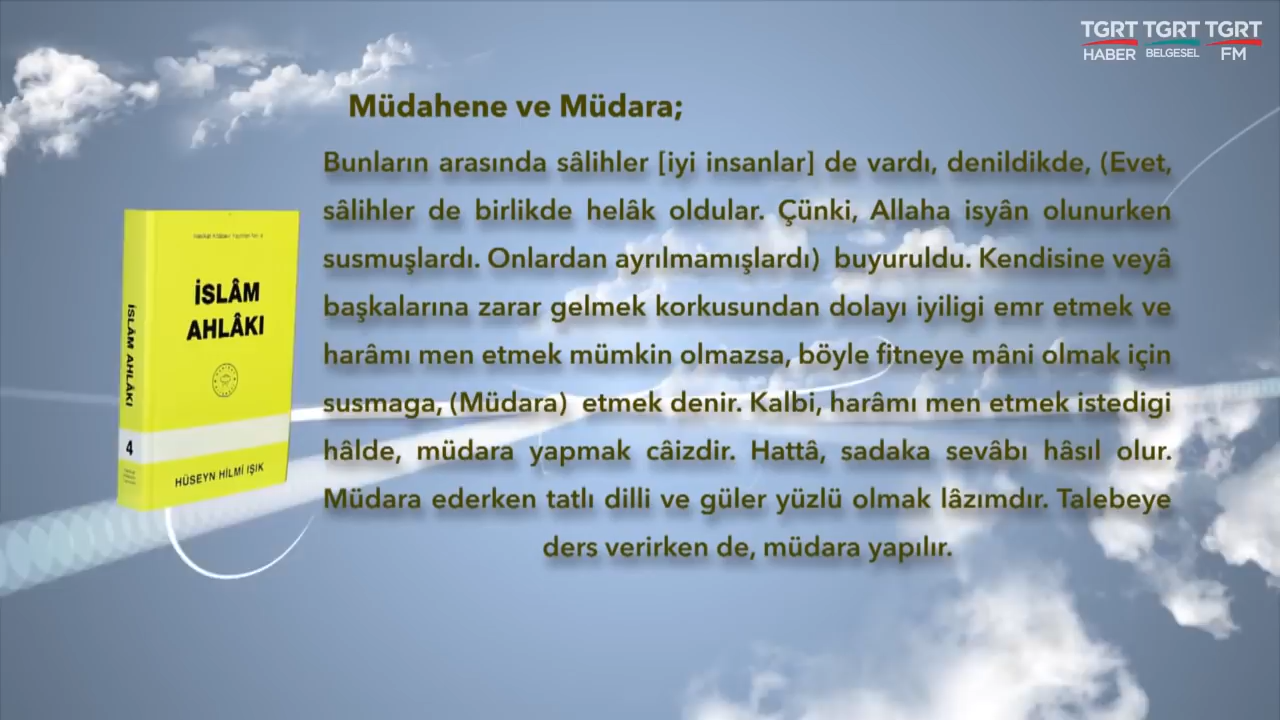 TGRT TGRT TGRT
HABER BELGESEL FM
Müdahene ve Müdara;
Bunların arasında sâlihler [iyi insanlar] de vardı, denildikde, (Evet,
sâlihler de birlikde helâk oldular. Çünki, Allaha isyân olunurken
susmuşlardı. Onlardan ayrılmamışlardı) buyuruldu. Kendisine veyâ
başkalarına zarar gelmek korkusundan dolayı iyiligi emr etmek ve
harâmı men etmek mümkin olmazsa, böyle fitneye mâni olmak için
susmaga, (Müdara) etmek denir. Kalbi, harâmı men etmek istedigi
hâlde, müdara yapmak câizdir. Hattâ, sadaka sevâbı hâsıl olur.
Müdara ederken tatlı dilli ve güler yüzlü olmak lâzımdır. Talebeye
ders verirken de, müdara yapılır.
İSLÂM AHLÂKI
4
İSLÂM
AHLÂKI
HÜSEYN HİLMİ IŞIK